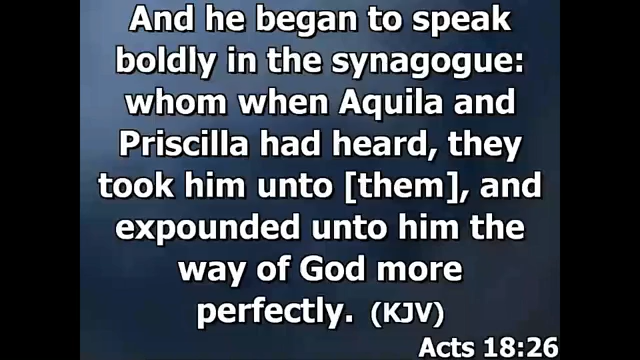 And he began to speak
boldly in the synagogue:
whom when Aquila and
Priscilla had heard, they
took him unto [them], and
expounded unto him the
way of God more
perfectly. (KJV)
Acts 18:26